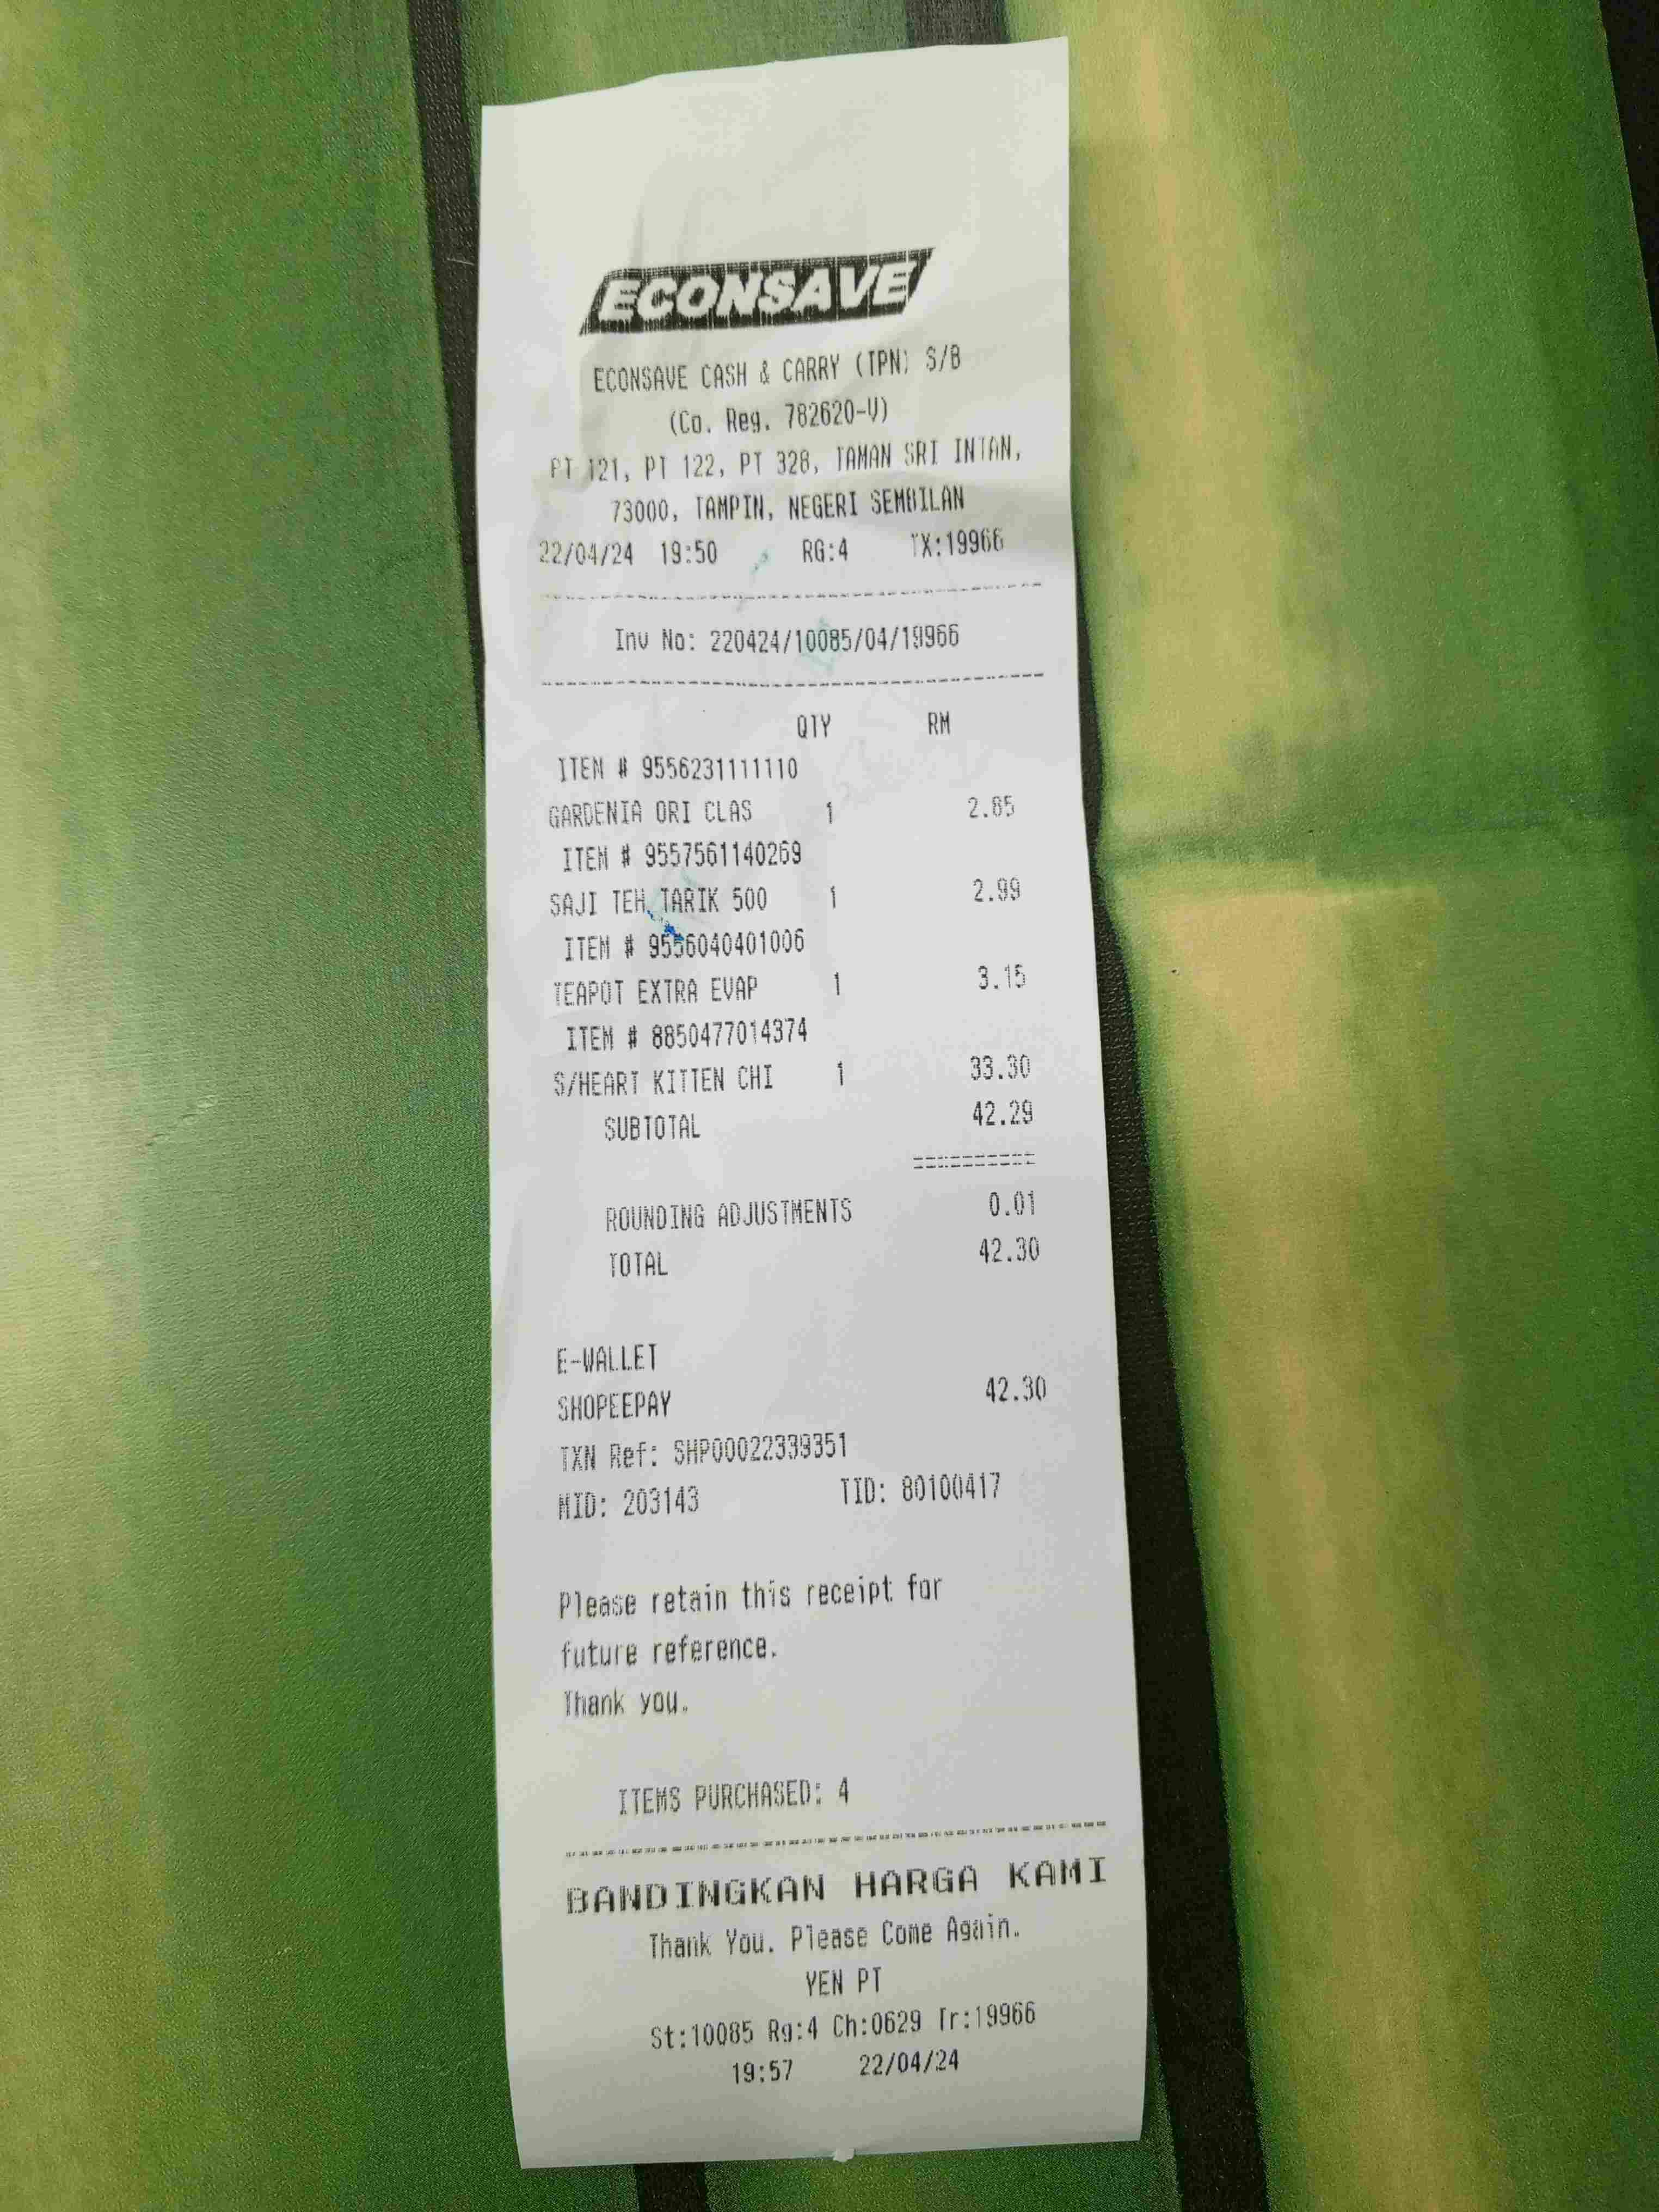 ECONSAVE
ECONSAVE CASH & CARRY (TPN) S/B
(Co. Reg. 782620-V)
PT 121, PT 122, PT 328, TAMAN SRI INTAN,
73000, TAMPIN, NEGERI SEMBILAN
22/04/24 19:50 RG:4 TX:19966
Inv No: 220424/10085/04/19966
QTY RM
ITEM # 9556231111110
GARDENIA ORI CLAS 1 2.85
ITEM # 9557561140269
SAJI TEH TARIK 500 1 2.99
ITEM # 9556040401006
TEAPOT EXTRA EVAP 1 3.15
ITEM # 8850477014374
S/HEART KITTEN CHI 1 33.30
SUBTOTAL 42.29
==========
ROUNDING ADJUSTMENTS 0.01
TOTAL 42.30
E-WALLET
SHOPEEPAY 42.30
TXN Ref: SHP00022339351
MID: 203143 TID: 80100417
Please retain this receipt for
future reference.
Thank you.
ITEMS PURCHASED: 4
BANDINGKAN HARGA KAMI
Thank You. Please Come Again.
YEN PT
St:10085 Rg:4 Ch:0629 Tr:19966
19:57 22/04/24